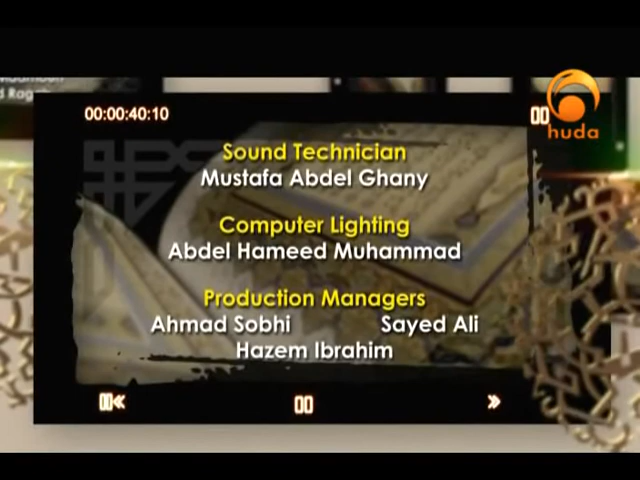 huda
00:00:40:10
Sound Technician
Mustafa Abdel Ghany
Computer Lighting
Abdel Hameed Muhammad
Production Managers
Ahmad Sobhi Sayed Ali
Hazem Ibrahim